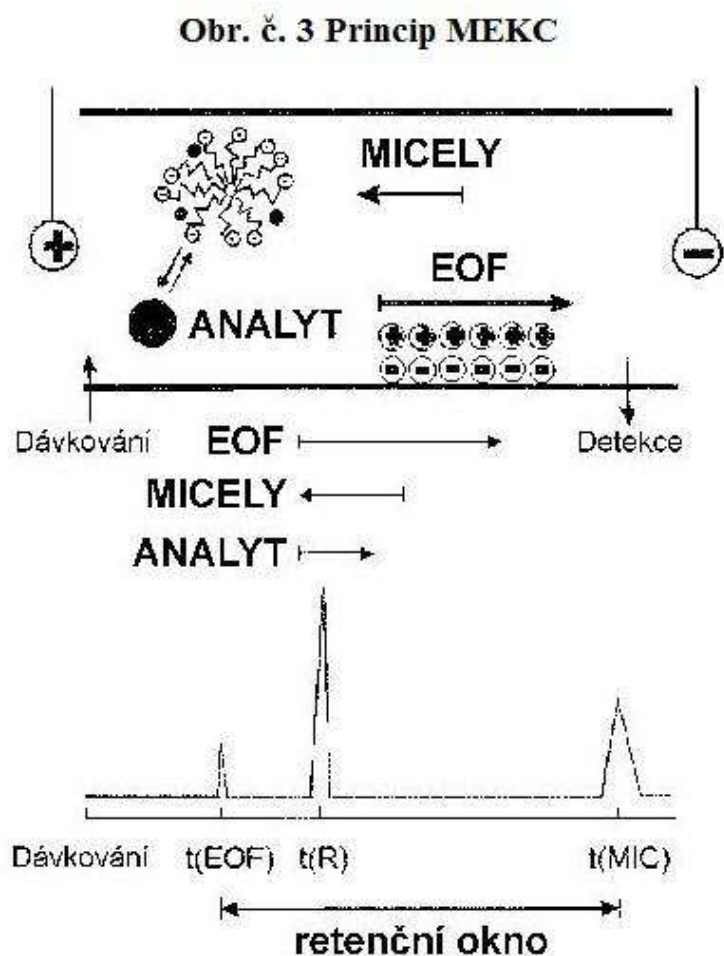 Obr. č. 3 Princip MEKC
MICELY
+
−
EOF
ANALYT
Dávkování
EOF
Detekce
MICELY
ANALYT
Dávkování t(EOF) t(R) t(MIC)
retenční okno